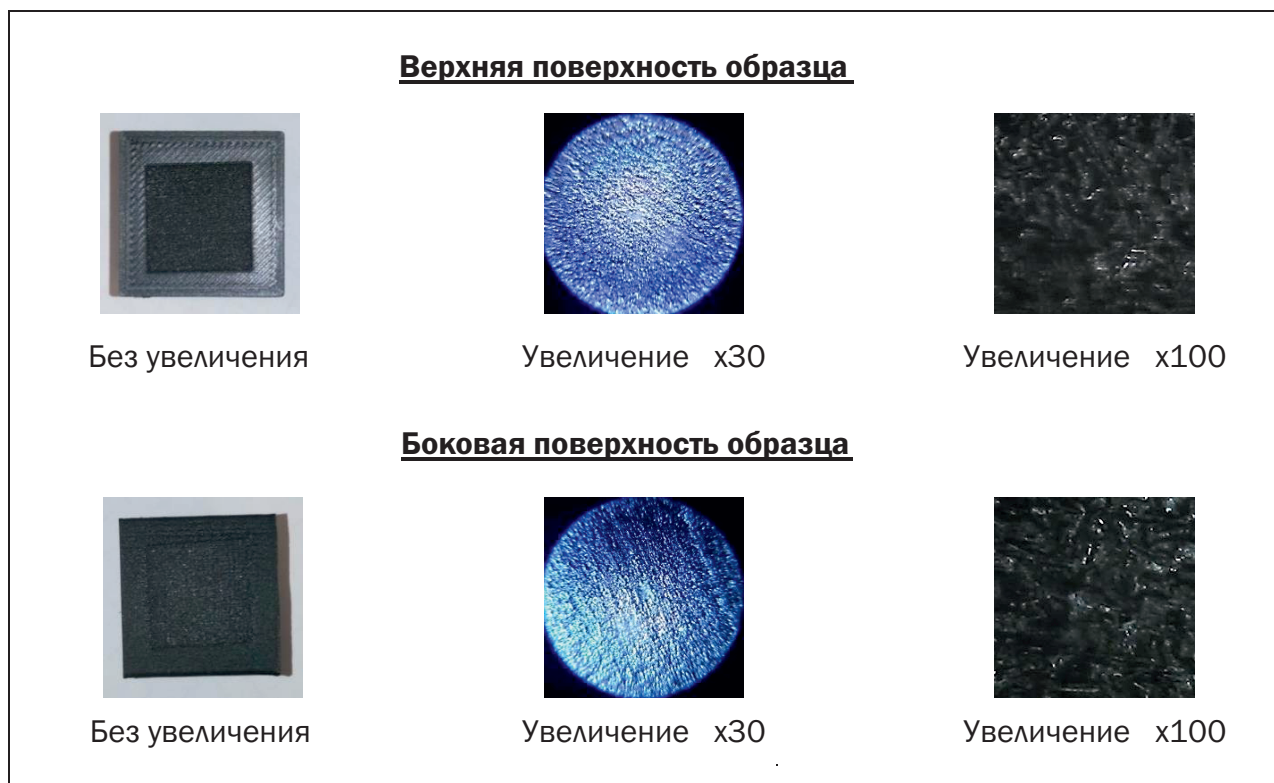 Верхняя поверхность образца
Без увеличения Увеличение х30 Увеличение х100
Боковая поверхность образца
Без увеличения Увеличение х30 Увеличение х100